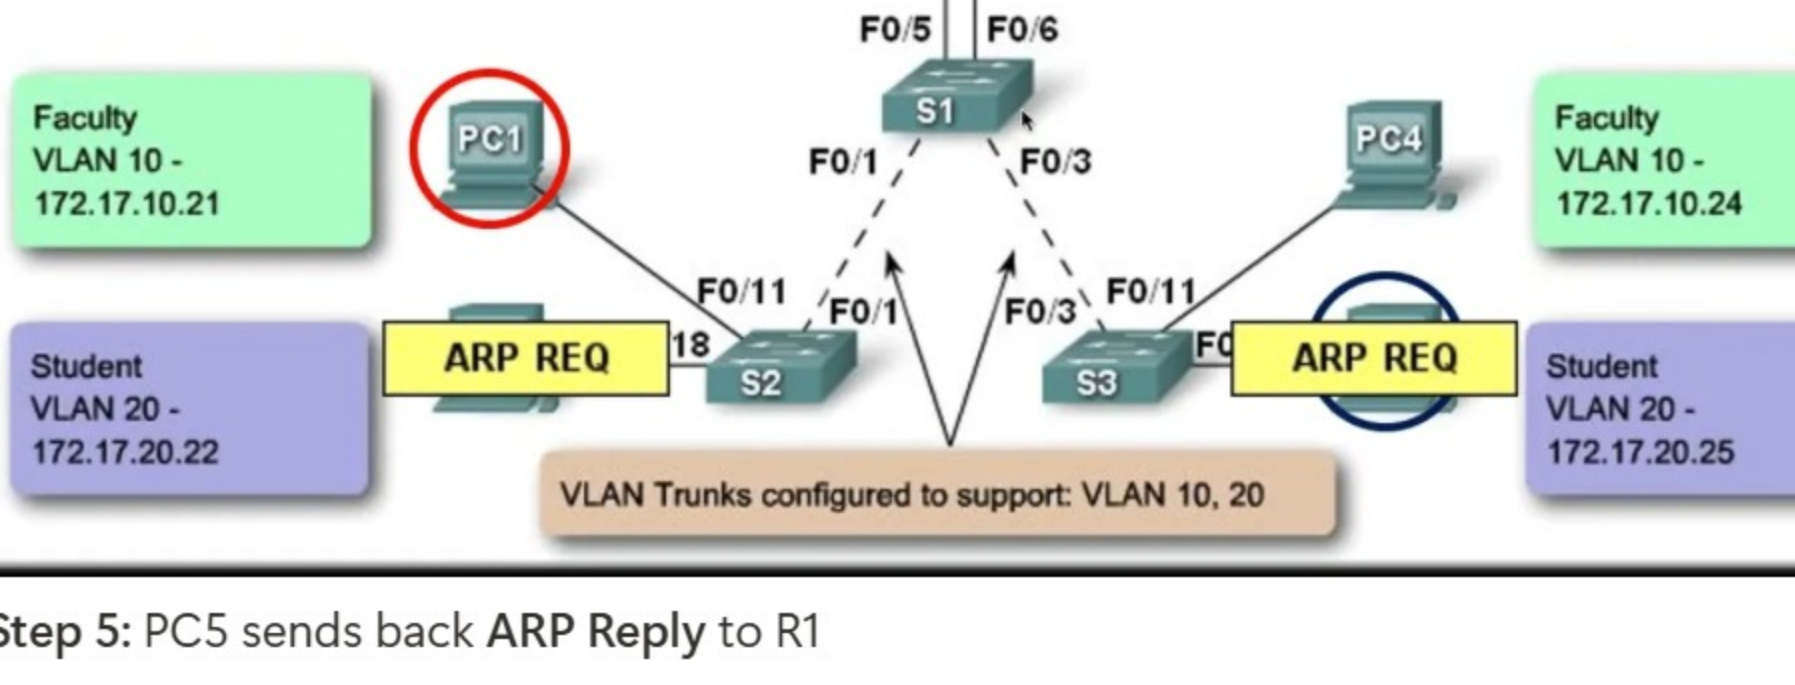 F0/5
F0/6
S1
Faculty
VLAN 10 -
172.17.10.21
PC1
F0/1
F0/3
PC4
Faculty
VLAN 10 -
172.17.10.24
F0/11
F0/1
F0/3
F0/11
Student
VLAN 20 -
172.17.20.22
ARP REQ
18
S2
S3
F0
ARP REQ
Student
VLAN 20 -
172.17.20.25
VLAN Trunks configured to support: VLAN 10, 20
Step 5: PC5 sends back ARP Reply to R1